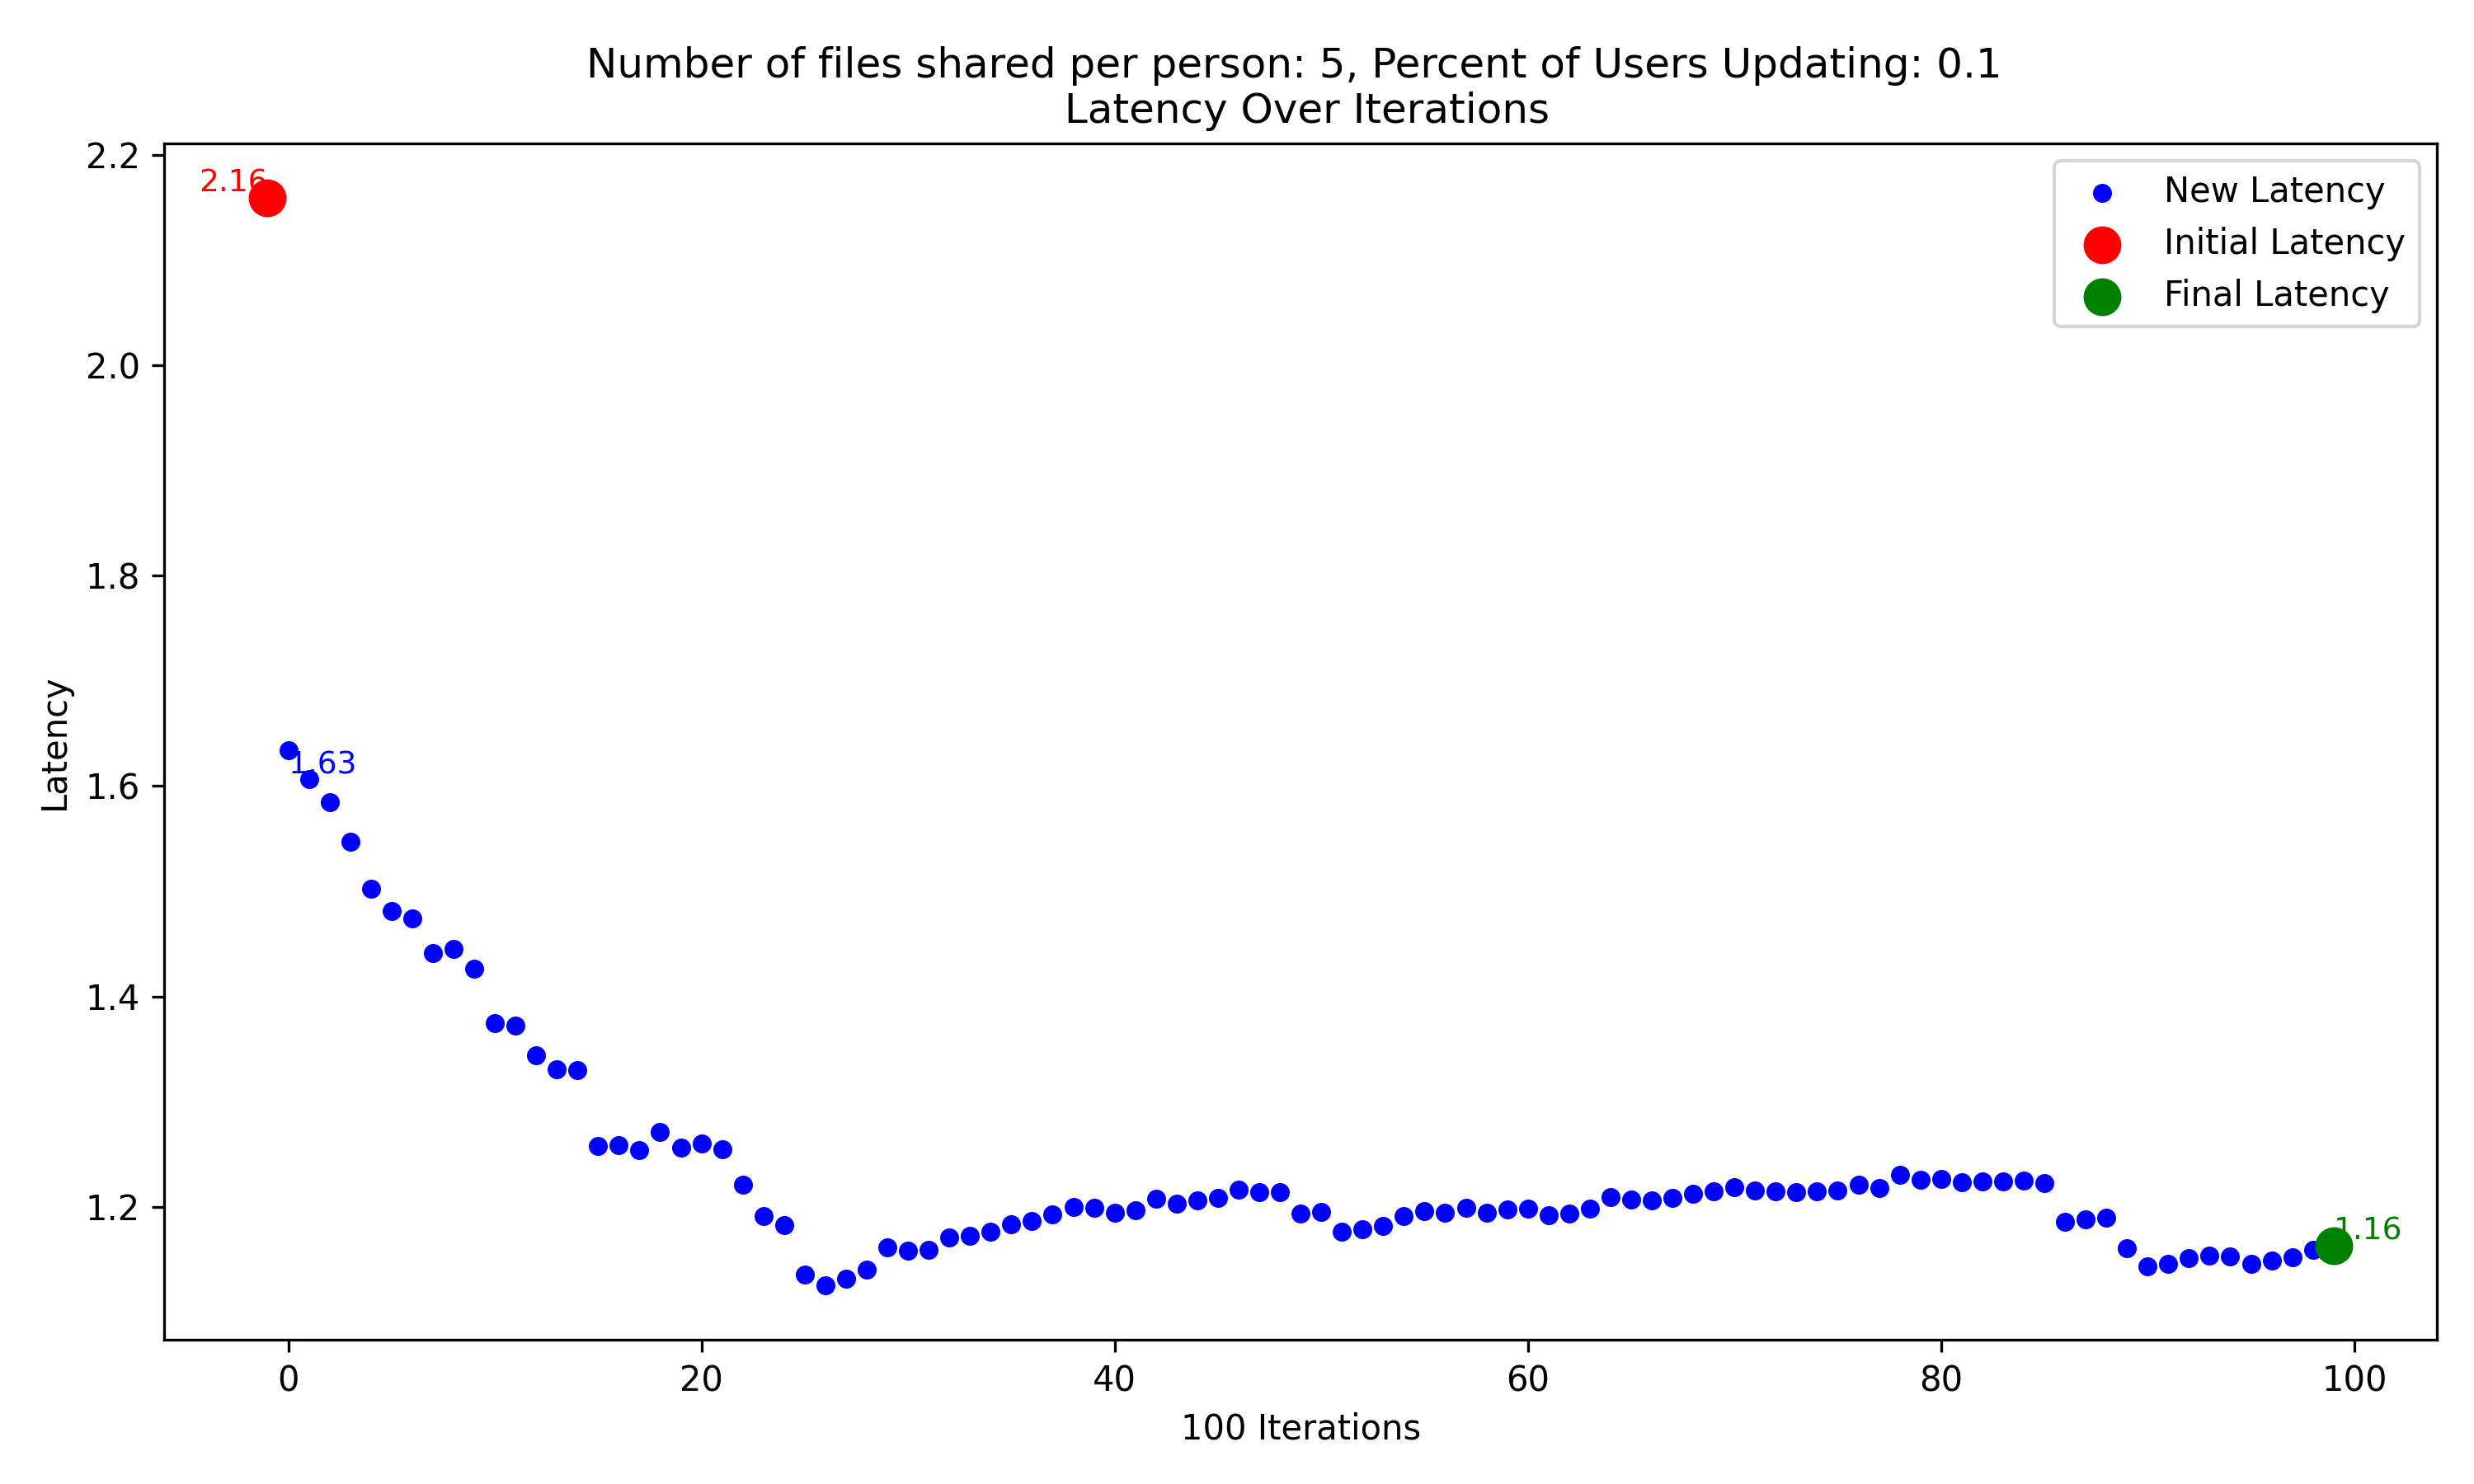 Number of files shared per person: 5, Percent of Users Updating: 0.1
Latency Over Iterations
2.2
2.0
1.8
1.6
1.4
1.2
Latency
2.16
1.63
1.16
New Latency
Initial Latency
Final Latency
0
20
40
60
80
100
100 Iterations